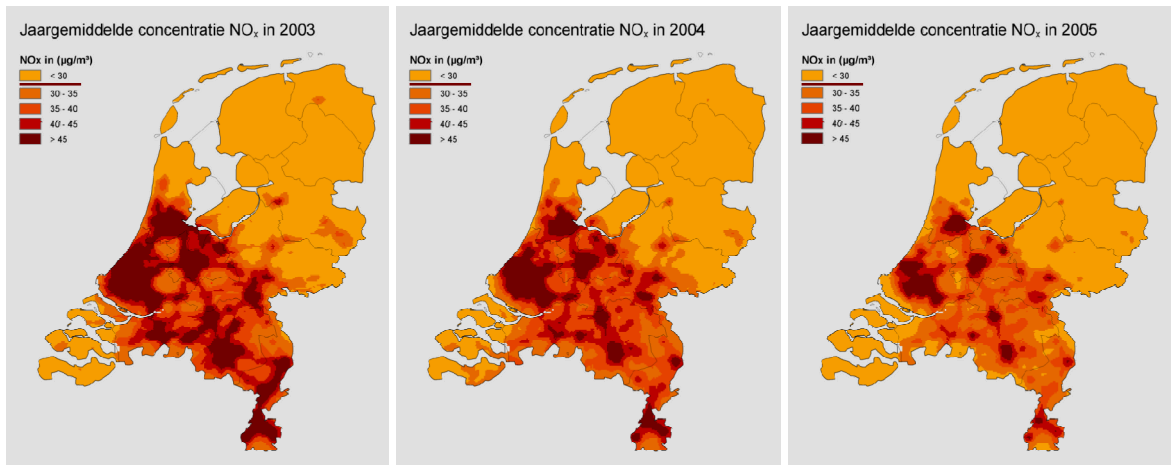 Jaargemiddelde concentratie NOx in 2003
NOx in (µg/m³)
< 30
30 - 35
35 - 40
40 - 45
> 45
Jaargemiddelde concentratie NOx in 2004
NOx in (µg/m³)
< 30
30 - 35
35 - 40
40 - 45
> 45
Jaargemiddelde concentratie NOx in 2005
NOx in (µg/m³)
< 30
30 - 35
35 - 40
40 - 45
> 45